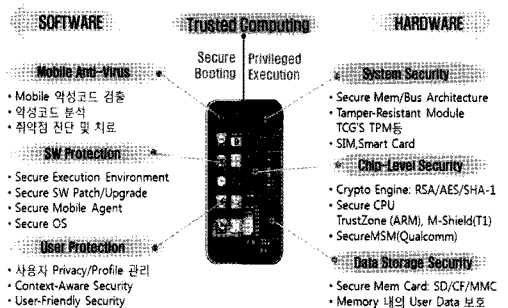 SOFTWARE
Trusted Computing
HARDWARE
Secure Booting
Privileged Execution
Mobile Anti-Virus
• Mobile 악성코드 검출
• 악성코드 분석
• 취약점 진단 및 치료
SW Protection
• Secure Execution Environment
• Secure SW Patch/Upgrade
• Secure Mobile Agent
• Secure OS
User Protection
• 사용자 Privacy/Profile 관리
• Context-Aware Security
• User-Friendly Security
System Security
• Secure Mem/Bus Architecture
• Tamper-Resistant Module
TCG'S TPM등
• SIM,Smart Card
Chip-Level Security
• Crypto Engine: RSA/AES/SHA-1
• Secure CPU
TrustZone (ARM), M-Shield(T1)
• SecureMSM(Qualcomm)
Data Storage Security
• Secure Mem Card: SD/CF/MMC
• Memory 내의 User Data 보호